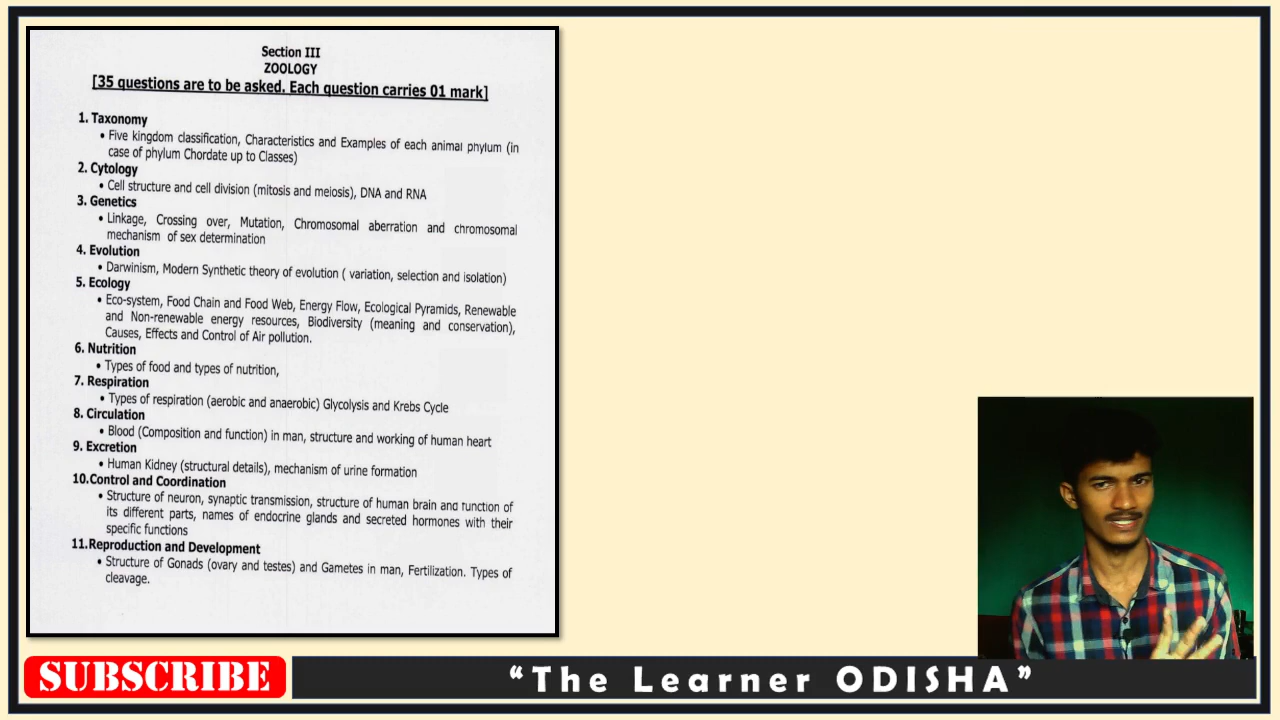 Section III
ZOOLOGY
[35 questions are to be asked. Each question carries 01 mark]
1. Taxonomy
• Five kingdom classification, Characteristics and Examples of each animal phylum (in
case of phylum Chordate up to Classes)
2. Cytology
• Cell structure and cell division (mitosis and meiosis), DNA and RNA
3. Genetics
• Linkage, Crossing over, Mutation, Chromosomal aberration and chromosomal
mechanism of sex determination
4. Evolution
• Darwinism, Modern Synthetic theory of evolution ( variation, selection and isolation)
5. Ecology
• Eco-system, Food Chain and Food Web, Energy Flow, Ecological Pyramids, Renewable
and Non-renewable energy resources, Biodiversity (meaning and conservation),
Causes, Effects and Control of Air pollution.
6. Nutrition
• Types of food and types of nutrition,
7. Respiration
• Types of respiration (aerobic and anaerobic) Glycolysis and Krebs Cycle
8. Circulation
• Blood (Composition and function) in man, structure and working of human heart
9. Excretion
• Human Kidney (structural details), mechanism of urine formation
10.Control and Coordination
• Structure of neuron, synaptic transmission, structure of human brain and function of
its different parts, names of endocrine glands and secreted hormones with their
specific functions
11.Reproduction and Development
• Structure of Gonads (ovary and testes) and Gametes in man, Fertilization. Types of
cleavage.
SUBSCRIBE
“The Learner ODISHA”